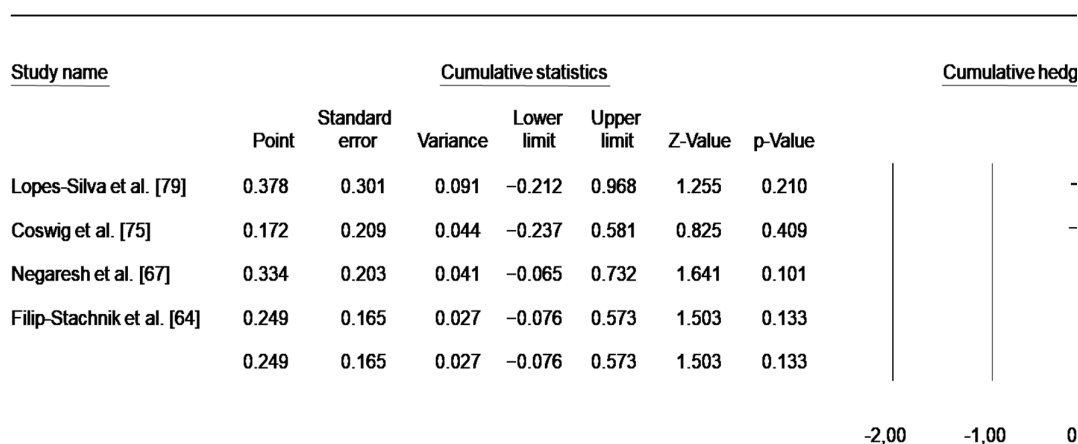 Study name Cumulative statistics Cumulative hedg
Point Standard error Variance Lower limit Upper limit Z-Value p-Value
Lopes-Silva et al. [79] 0.378 0.301 0.091 −0.212 0.968 1.255 0.210
Coswig et al. [75] 0.172 0.209 0.044 −0.237 0.581 0.825 0.409
Negaresh et al. [67] 0.334 0.203 0.041 −0.065 0.732 1.641 0.101
Filip-Stachnik et al. [64] 0.249 0.165 0.027 −0.076 0.573 1.503 0.133
0.249 0.165 0.027 −0.076 0.573 1.503 0.133
-2,00 -1,00 0